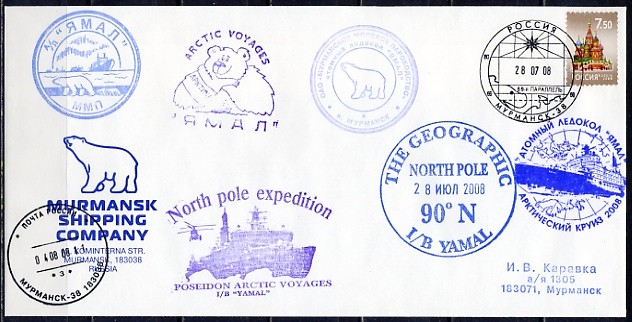 А/Л "ЯМАЛ"
ММП
ARCTIC VOYAGES
"ЯМАЛ"
МУРМАНСК
РОССИЯ
28 07 08
МУРМАНСК-38
7.50
РОССИЯ
MURMANSK
SHIPPING
COMPANY
KOMINTERNA STR.
MURMANSK, 183038
RUSSIA
ПОЧТА РОССИИ
04 08 08
МУРМАНСК-38 183038
North pole expedition
POSEIDON ARCTIC VOYAGES
I/B "YAMAL"
THE GEOGRAPHIC
NORTH POLE
28 ИЮЛ 2008
90° N
I/B YAMAL
АТОМНЫЙ ЛЕДОКОЛ "ЯМАЛ"
АРКТИЧЕСКИЙ КРУИЗ 2008
И.В. Каравка
а/я 1305
183071, Мурманск